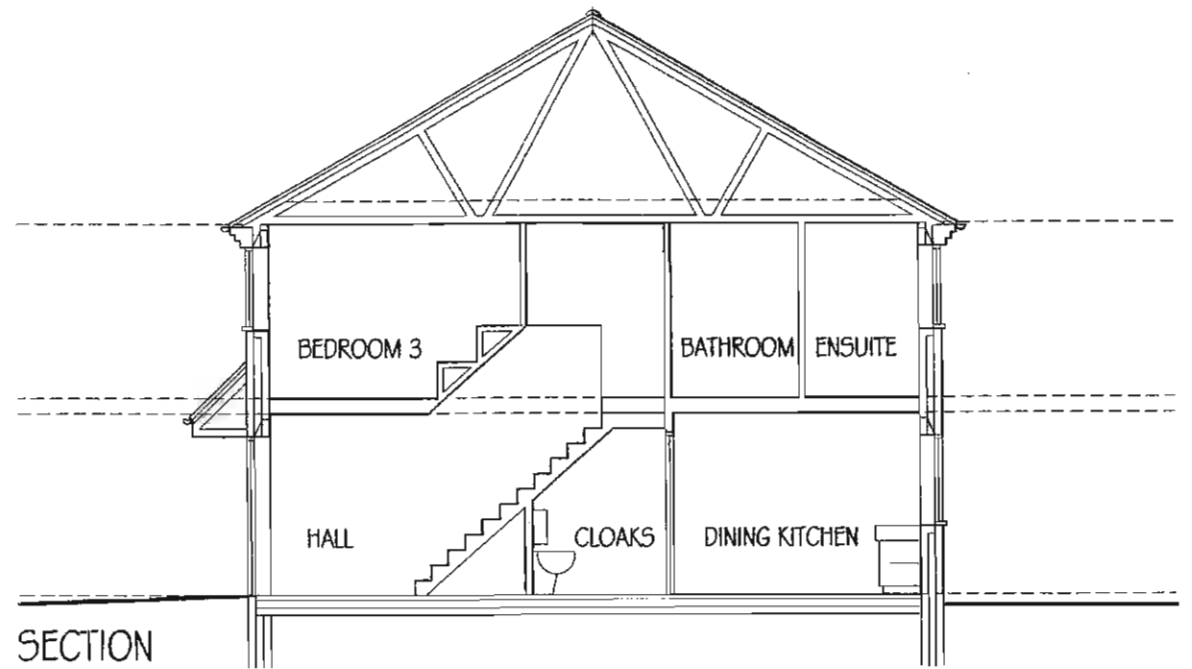 BEDROOM 3
BATHROOM
ENSUITE
HALL
CLOAKS
DINING KITCHEN
SECTION